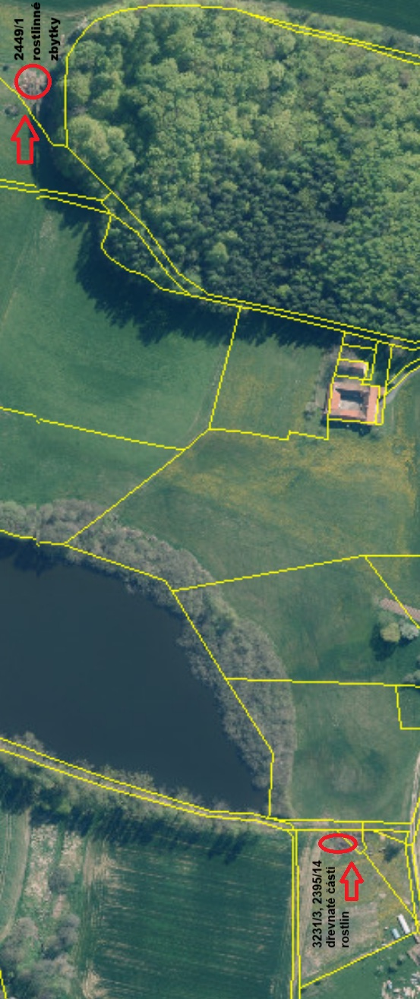 2449/1
rostlinné
zbytky
3231/3, 2395/14
dřevnaté části
rostlin